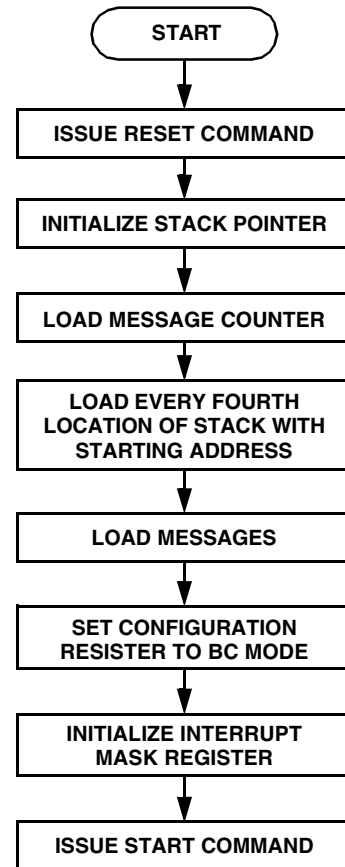 START
ISSUE RESET COMMAND
INITIALIZE STACK POINTER
LOAD MESSAGE COUNTER
LOAD EVERY FOURTH
LOCATION OF STACK WITH
STARTING ADDRESS
LOAD MESSAGES
SET CONFIGURATION
RESISTER TO BC MODE
INITIALIZE INTERRUPT
MASK REGISTER
ISSUE START COMMAND